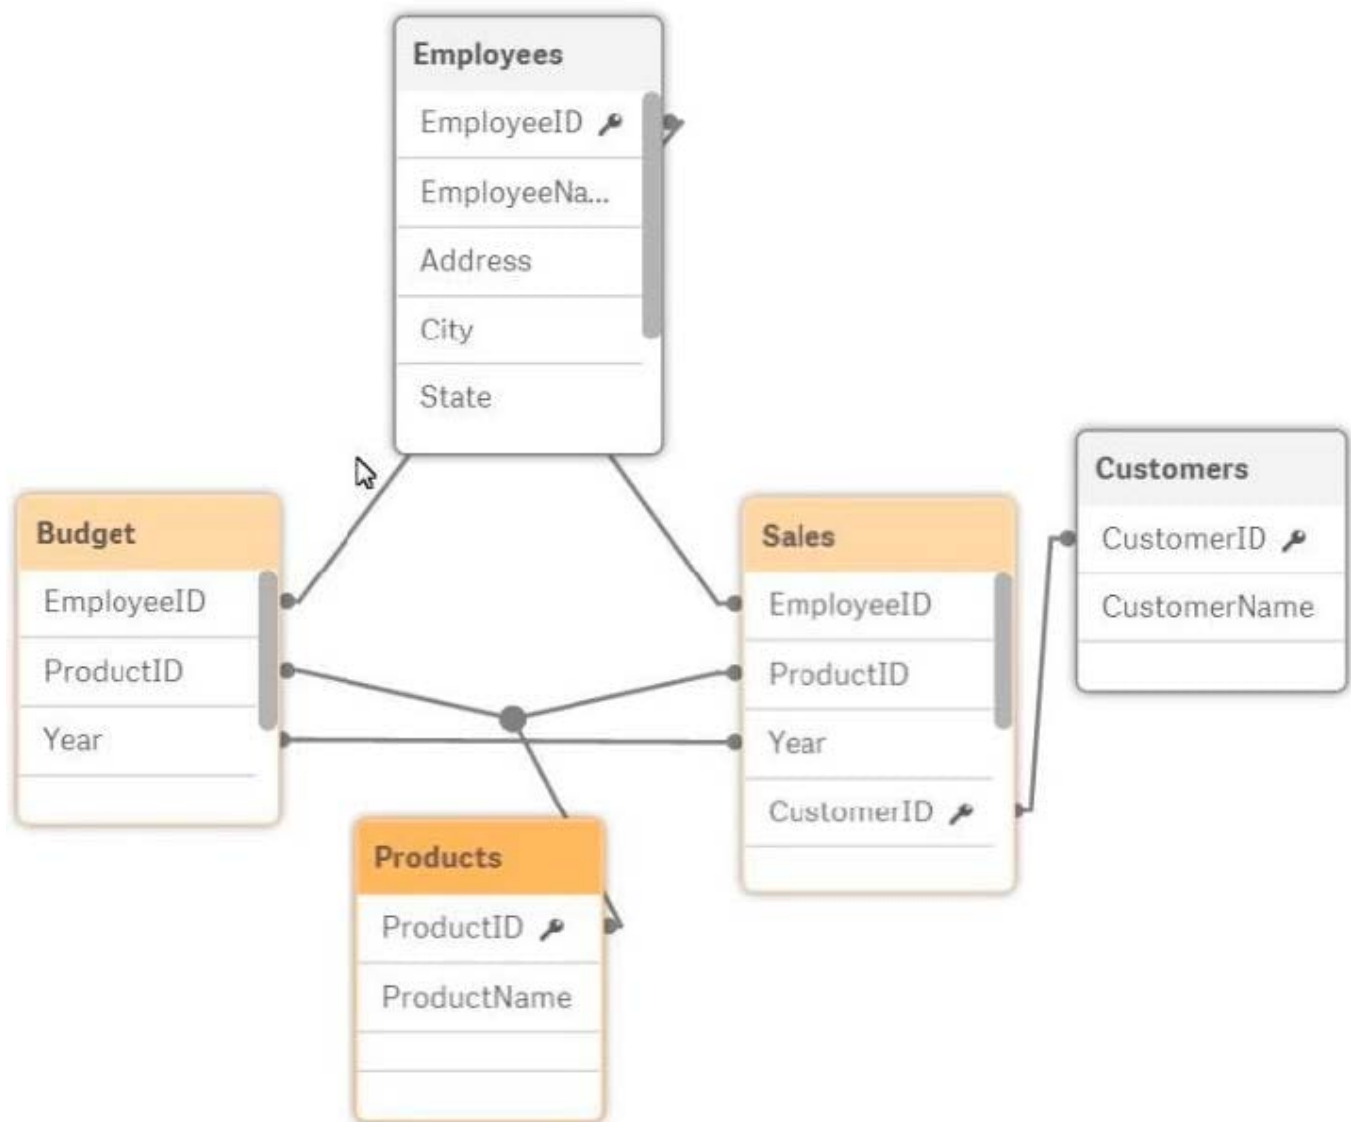 Employees
EmployeeID
EmployeeNa...
Address
City
State
Budget
EmployeeID
ProductID
Year
Sales
EmployeeID
ProductID
Year
CustomerID
Customers
CustomerID
CustomerName
Products
ProductID
ProductName